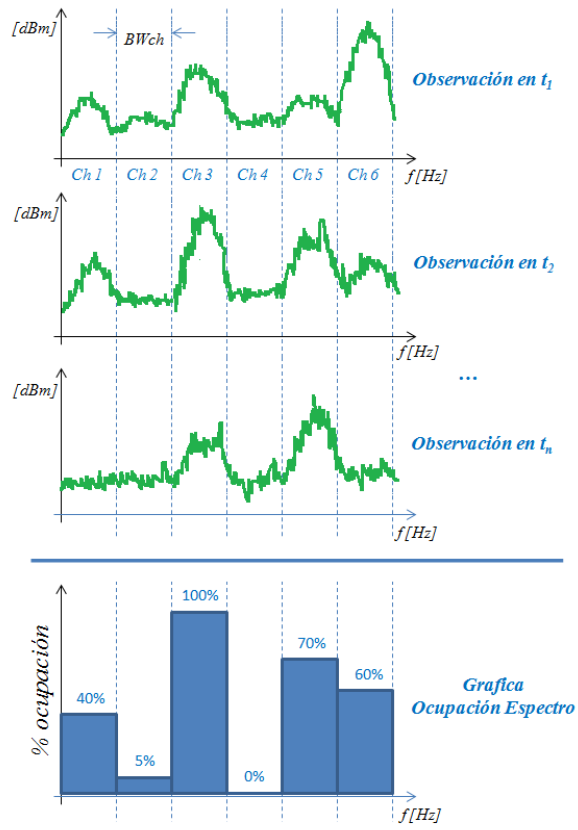 [dBm]
BWch
Observación en t1
Ch 1 Ch 2 Ch 3 Ch 4 Ch 5 Ch 6 f[Hz]
[dBm]
Observación en t2
f[Hz]
...
[dBm]
Observación en tn
f[Hz]
% ocupación
40%
5%
100%
0%
70%
60%
Grafica
Ocupación Espectro
f[Hz]